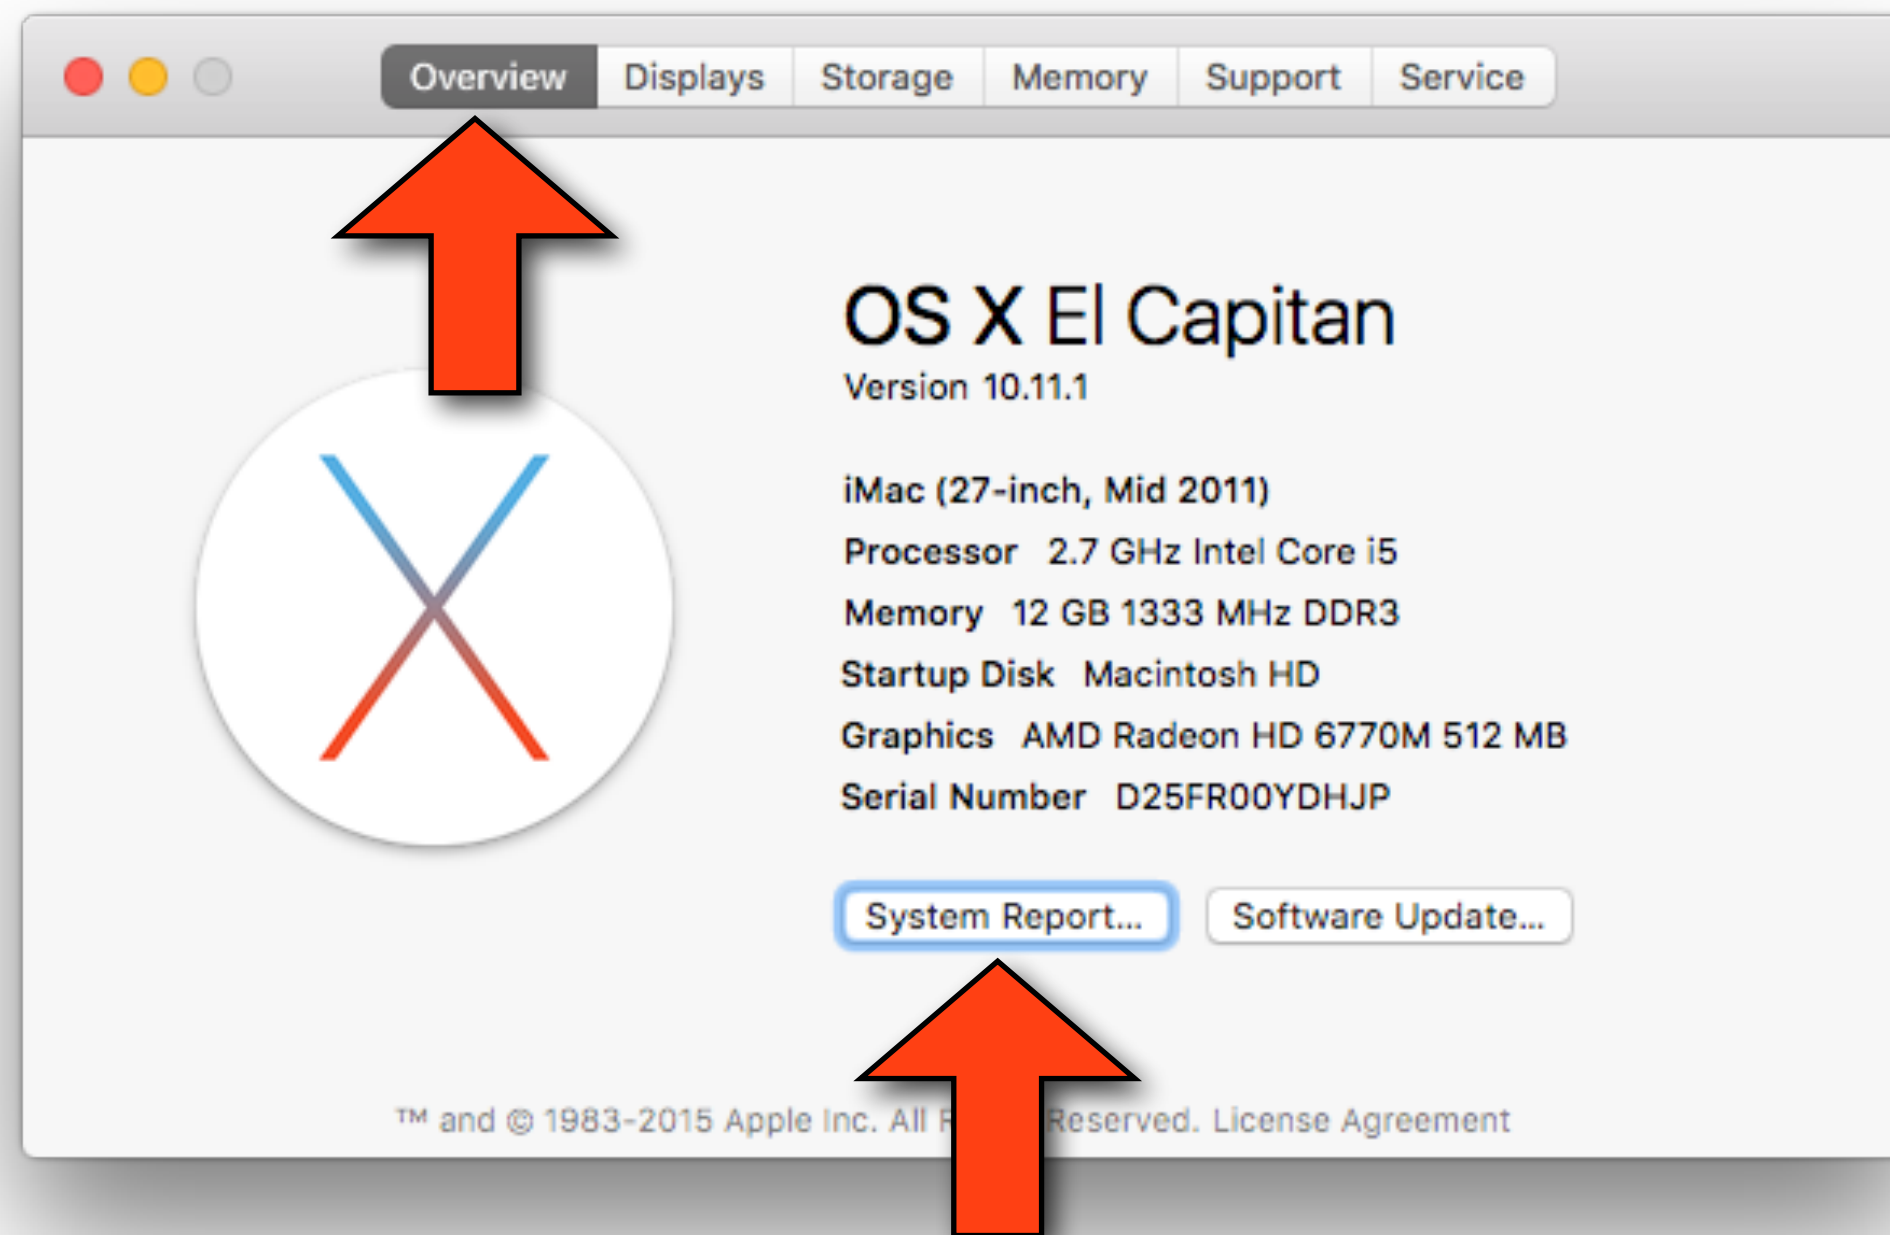 Overview Displays Storage Memory Support Service
OS X El Capitan
Version 10.11.1
iMac (27-inch, Mid 2011)
Processor 2.7 GHz Intel Core i5
Memory 12 GB 1333 MHz DDR3
Startup Disk Macintosh HD
Graphics AMD Radeon HD 6770M 512 MB
Serial Number D25FR00YDHJP
System Report... Software Update...
™ and © 1983-2015 Apple Inc. All Reserved. License Agreement